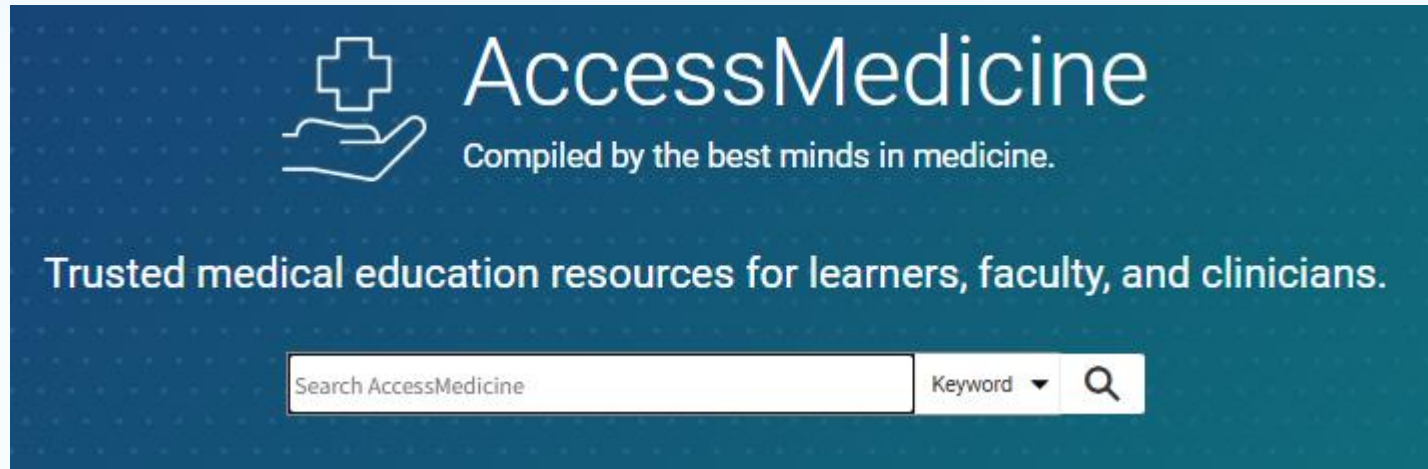 AccessMedicine
Compiled by the best minds in medicine.
Trusted medical education resources for learners, faculty, and clinicians.
Search AccessMedicine Keyword